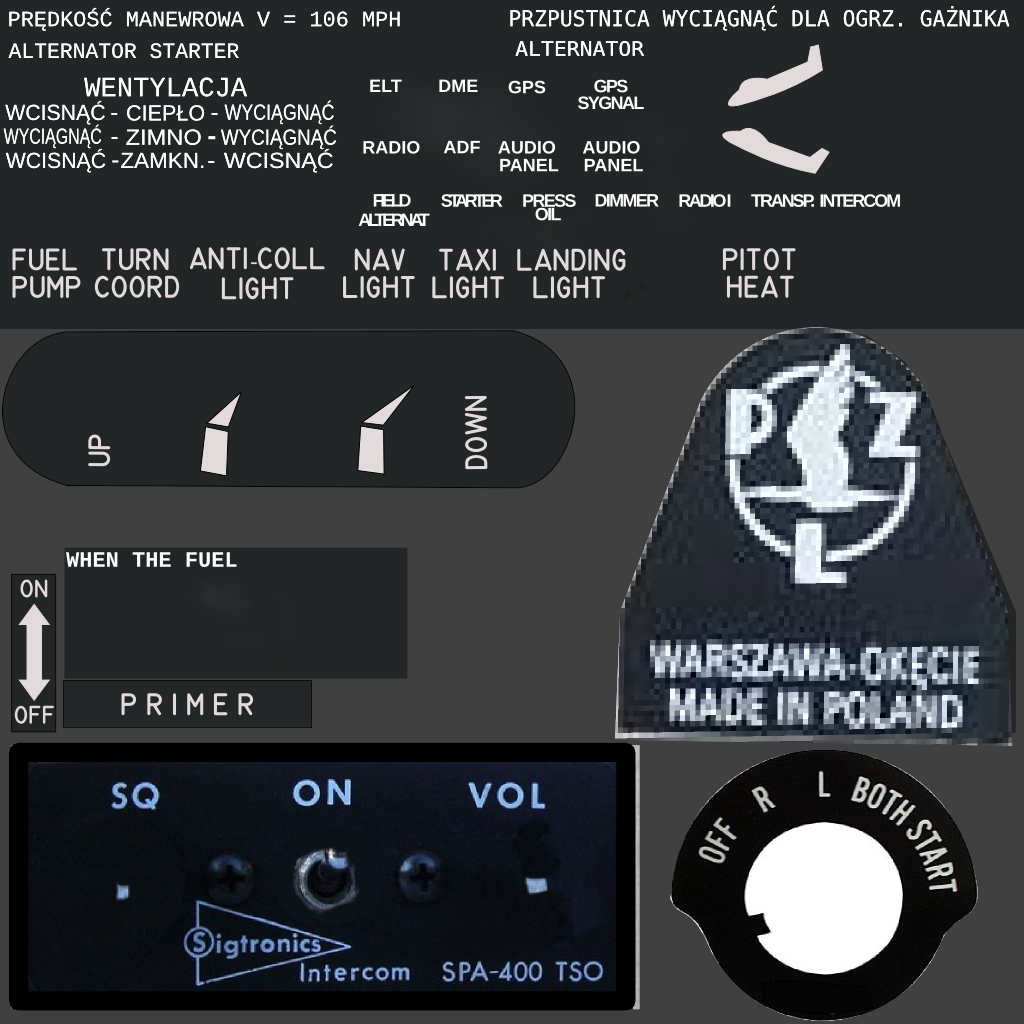 PRĘDKOŚĆ MANEWROWA V = 106 MPH
PRZPUSTNICA WYCIĄGNĄĆ DLA OGRZ. GAŹNIKA
ALTERNATOR STARTER
ALTERNATOR
WENTYLACJA
WCISNĄĆ - CIEPŁO - WYCIĄGNĄĆ
WYCIĄGNĄĆ - ZIMNO - WYCIĄGNĄĆ
WCISNĄĆ -ZAMKN.- WCISNĄĆ
ELT DME GPS GPS
SYGNAL
RADIO ADF AUDIO AUDIO
PANEL PANEL
FIELD STARTER PRESS DIMMER RADIO I TRANSP. INTERCOM
ALTERNAT OIL
FUEL TURN ANTI-COLL NAV TAXI LANDING PITOT
PUMP COORD LIGHT LIGHT LIGHT LIGHT HEAT
UP
DOWN
P Z
L
WARSZAWA-OKĘCIE
MADE IN POLAND
WHEN THE FUEL
ON
OFF
PRIMER
SQ ON VOL
Sigtronics
Intercom SPA-400 TSO
OFF R L BOTH START